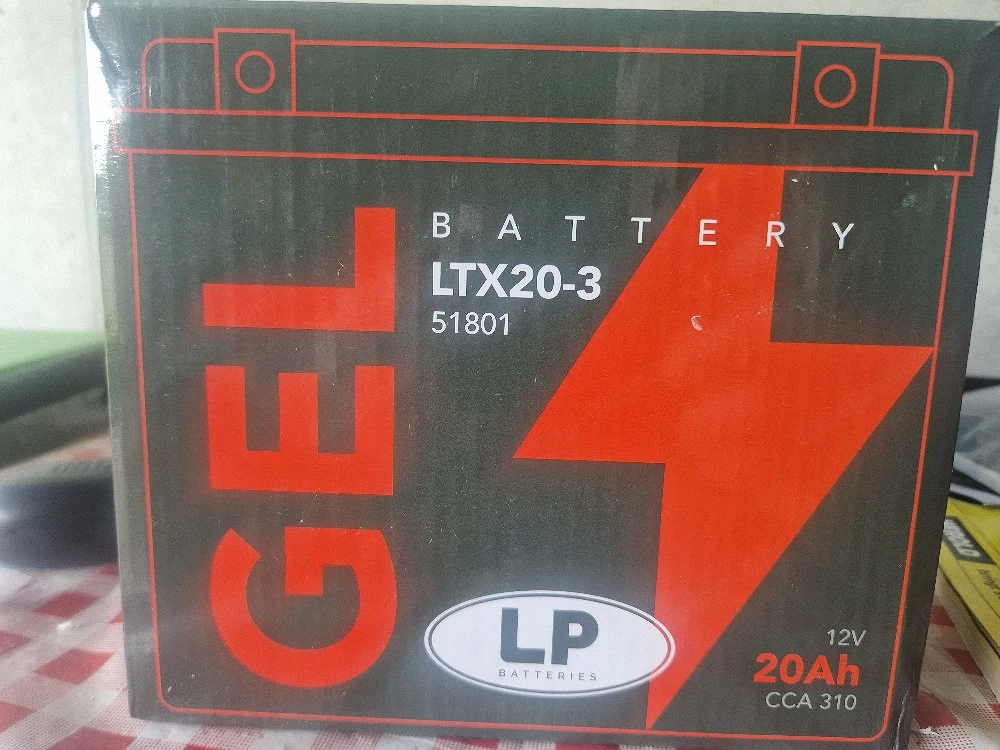 GEL
BATTERY
LTX20-3
51801
LP
BATTERIES
12V
20Ah
CCA 310